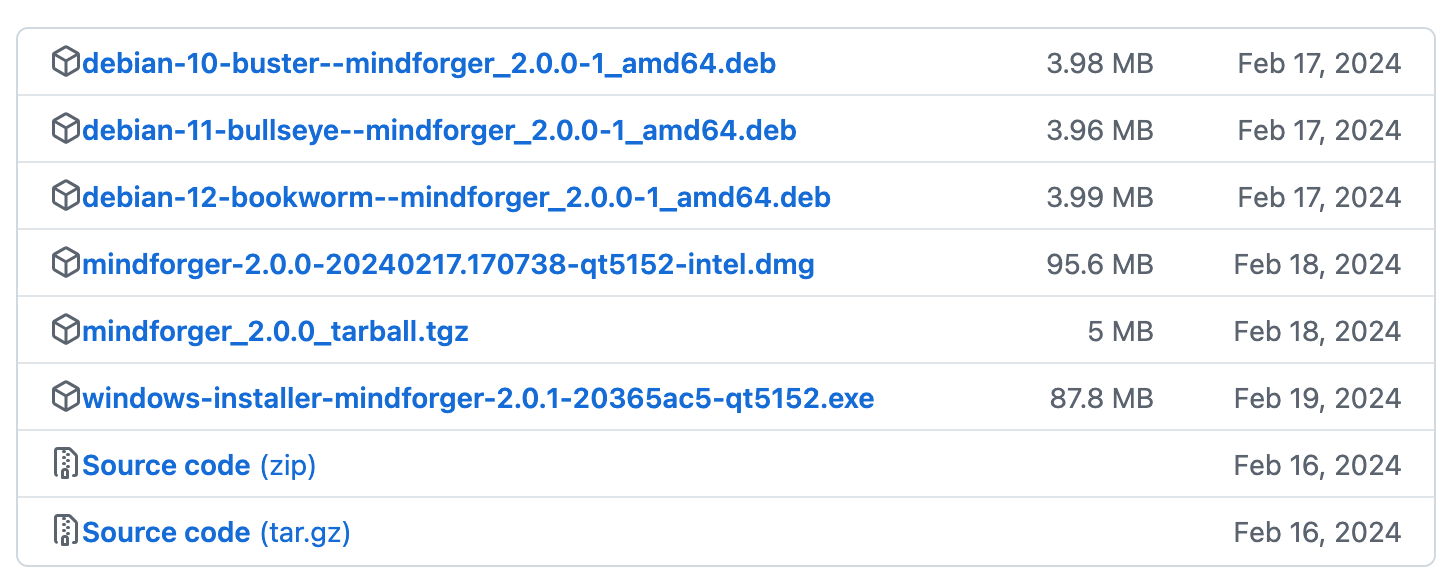 debian-10-buster--mindforger_2.0.0-1_amd64.deb 3.98 MB Feb 17, 2024
debian-11-bullseye--mindforger_2.0.0-1_amd64.deb 3.96 MB Feb 17, 2024
debian-12-bookworm--mindforger_2.0.0-1_amd64.deb 3.99 MB Feb 17, 2024
mindforger-2.0.0-20240217.170738-qt5152-intel.dmg 95.6 MB Feb 18, 2024
mindforger_2.0.0_tarball.tgz 5 MB Feb 18, 2024
windows-installer-mindforger-2.0.1-20365ac5-qt5152.exe 87.8 MB Feb 19, 2024
Source code (zip) Feb 16, 2024
Source code (tar.gz) Feb 16, 2024